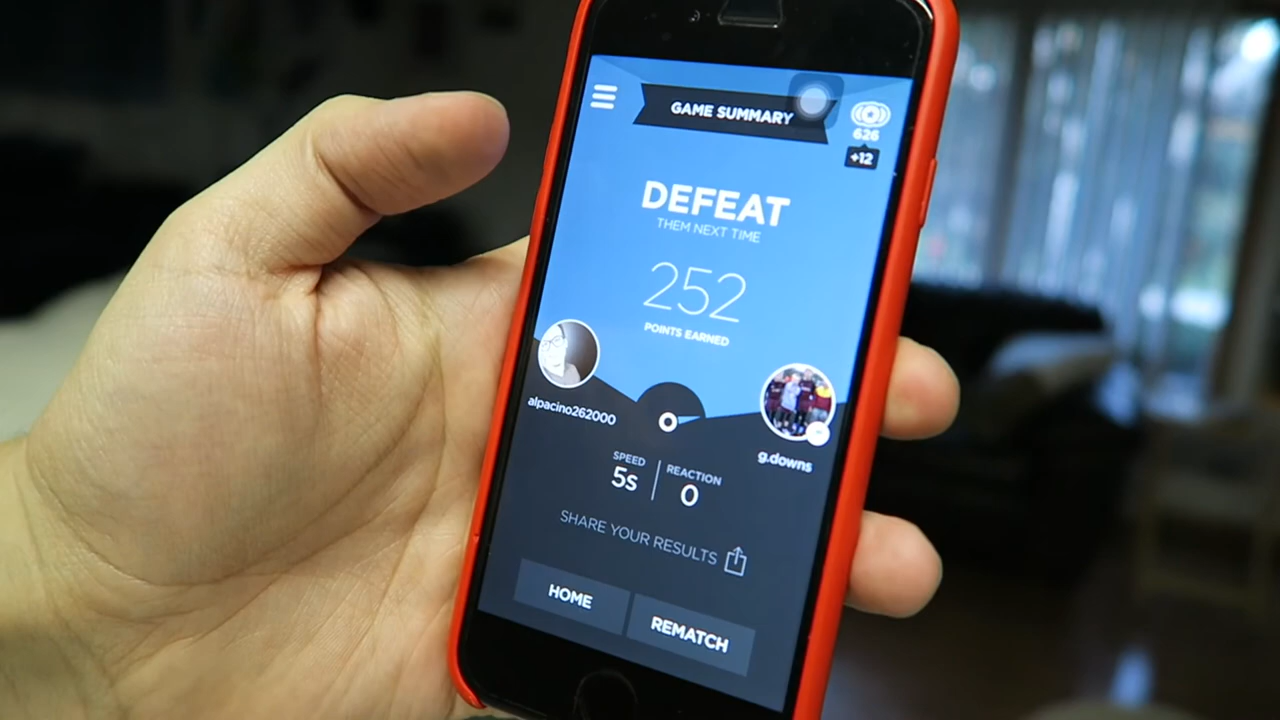 GAME SUMMARY
626
+12
DEFEAT
THEM NEXT TIME
252
POINTS EARNED
alpacino262000
g.downs
SPEED
5s
REACTION
0
SHARE YOUR RESULTS
HOME
REMATCH